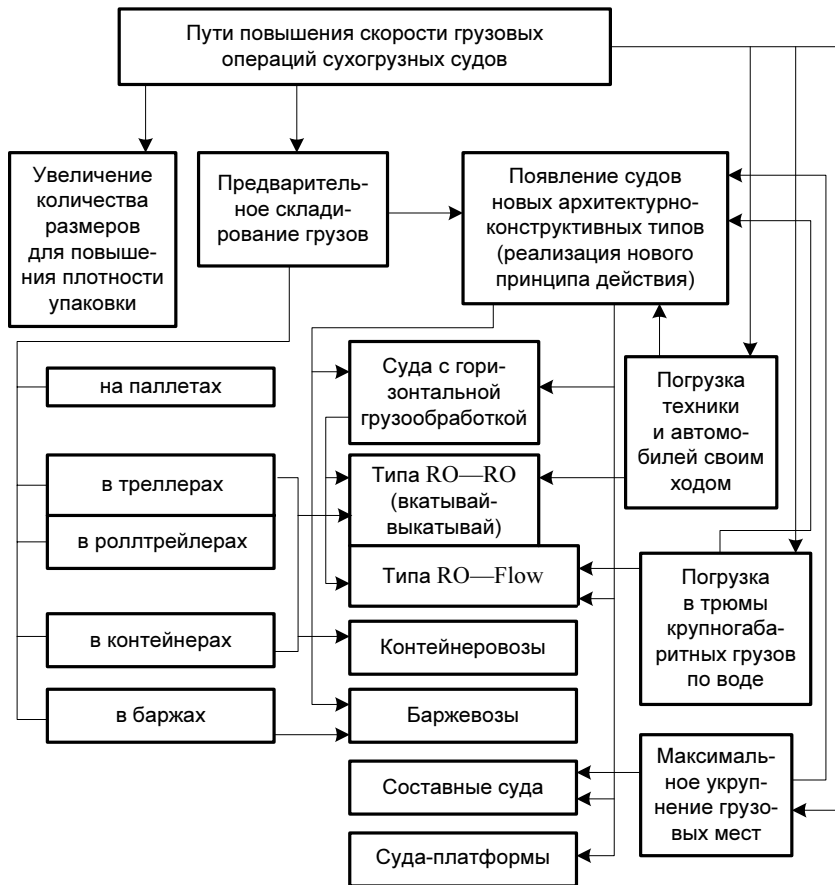 Пути повышения скорости грузовых
операций сухогрузных судов
Увеличение
количества
размеров
для повыше-
ния плотности
упаковки
Предваритель-
ное склади-
рование грузов
Появление судов
новых архитектурно-
конструктивных типов
(реализация нового
принципа действия)
на паллетах
в треллерах
в роллтрейлерах
в контейнерах
в баржах
Суда с гори-
зонтальной
грузообработкой
Типа RO—RO
(вкатывай-
выкатывай)
Типа RO—Flow
Контейнеровозы
Баржевозы
Составные суда
Суда-платформы
Погрузка
техники
и автомо-
билей своим
ходом
Погрузка
в трюмы
крупногаба-
ритных грузов
по воде
Максималь-
ное укруп-
нение грузо-
вых мест